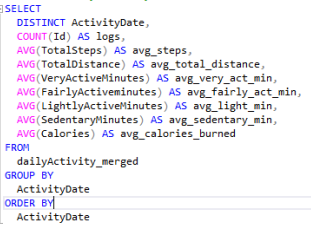 SELECT
DISTINCT ActivityDate,
COUNT(Id) AS logs,
AVG(TotalSteps) AS avg_steps,
AVG(TotalDistance) AS avg_total_distance,
AVG(VeryActiveMinutes) AS avg_very_act_min,
AVG(FairlyActiveminutes) AS avg_fairly_act_min,
AVG(LightlyActiveMinutes) AS avg_light_min,
AVG(SedentaryMinutes) AS avg_sedentary_min,
AVG(Calories) AS avg_calories_burned
FROM
dailyActivity_merged
GROUP BY
ActivityDate
ORDER BY
ActivityDate